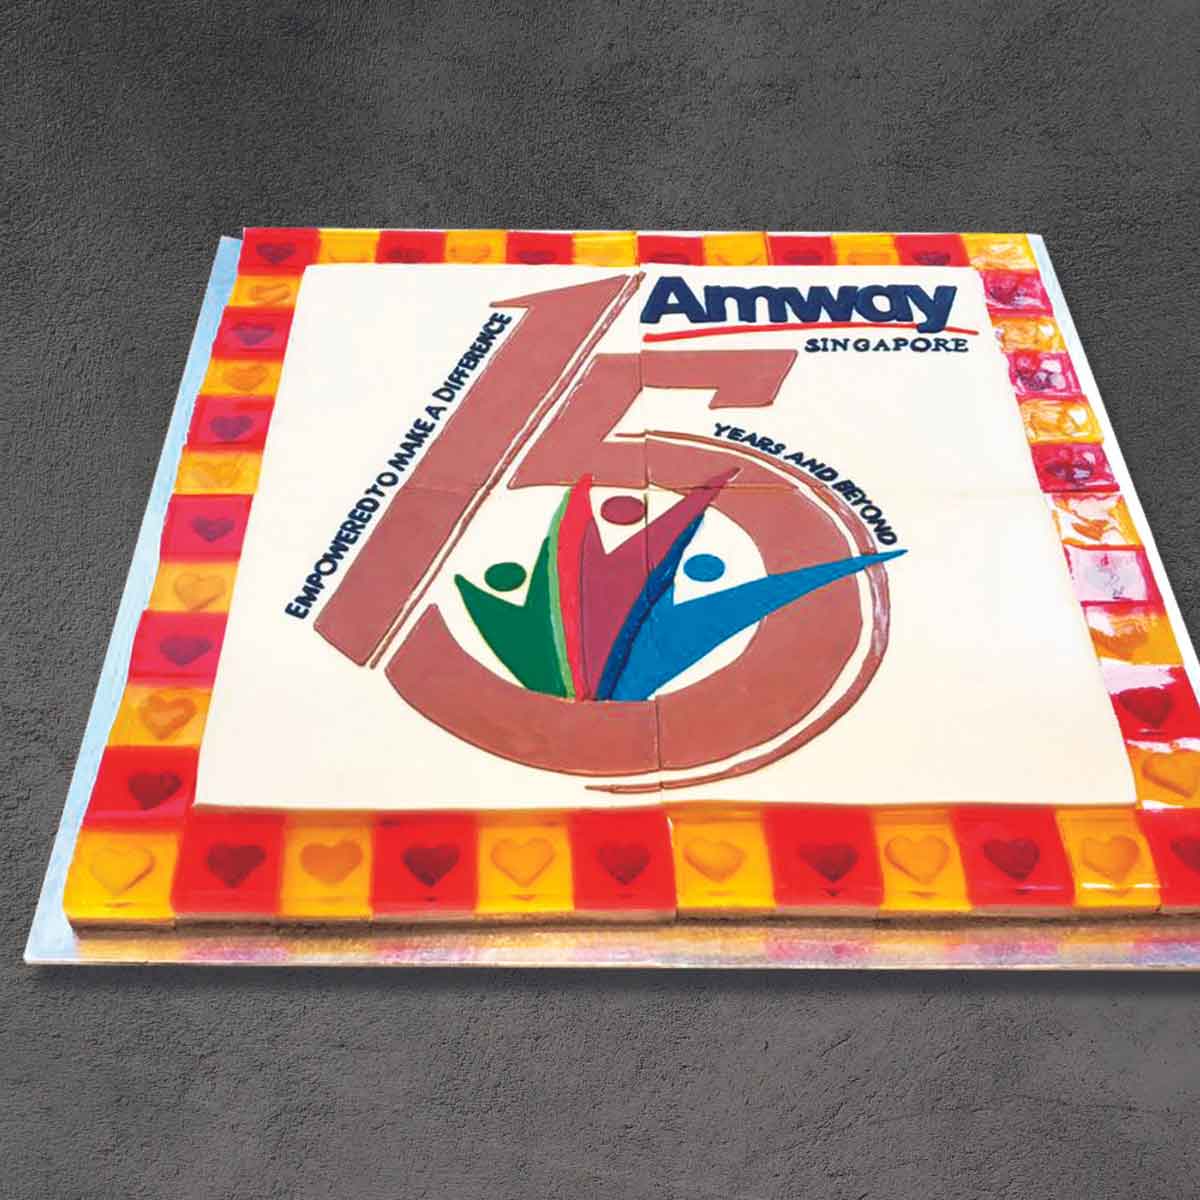 Amway
SINGAPORE
EMPOWERED TO MAKE A DIFFERENCE
15
YEARS AND BEYOND